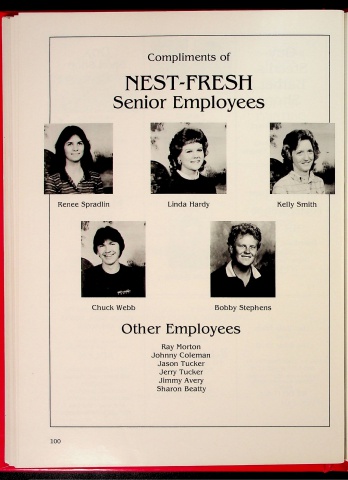 Compliments of
NEST-FRESH
Senior Employees
Renee Spradlin
Linda Hardy
Kelly Smith
Chuck Webb
Bobby Stephens
Other Employees
Ray Morton
Johnny Coleman
Jason Tucker
Jerry Tucker
Jimmy Avery
Sharon Beatty
100